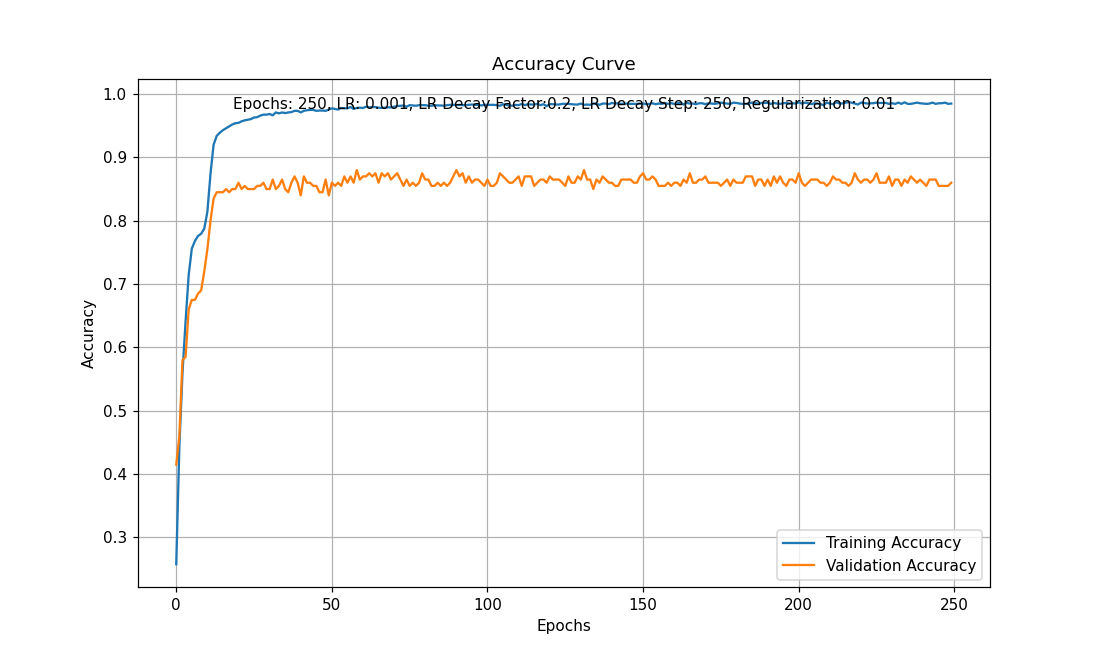 Accuracy Curve
Epochs: 250, LR: 0.001, LR Decay Factor:0.2, LR Decay Step: 250, Regularization: 0.01
1.0
0.9
0.8
0.7
0.6
0.5
0.4
0.3
Accuracy
Training Accuracy
Validation Accuracy
0 50 100 150 200 250
Epochs